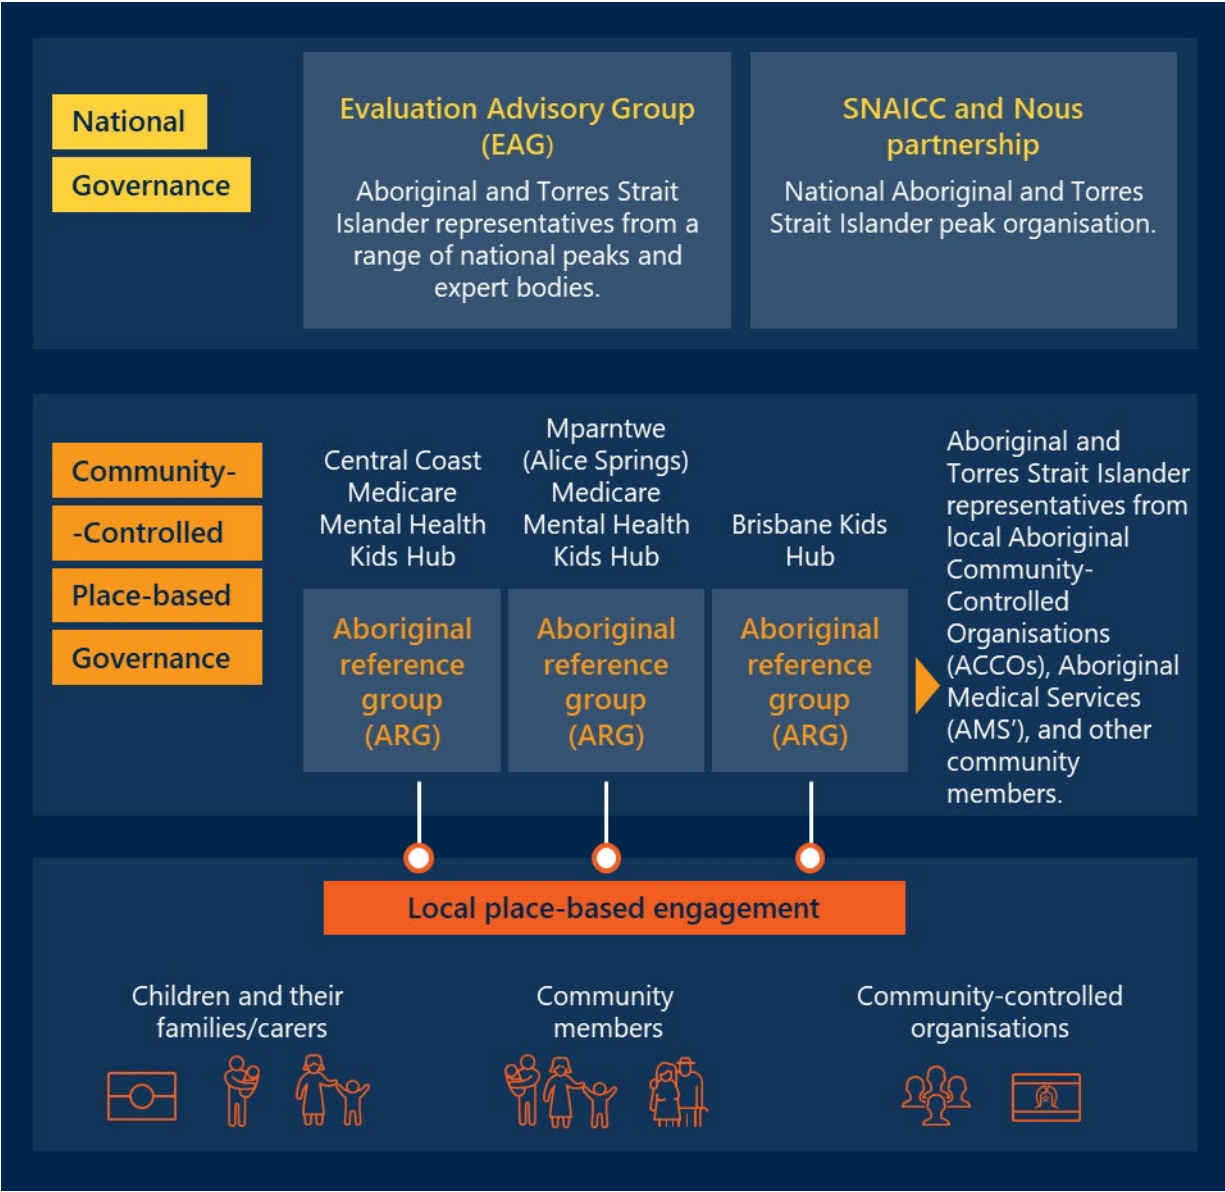 National
Governance
Evaluation Advisory Group
(EAG)
Aboriginal and Torres Strait
Islander representatives from a
range of national peaks and
expert bodies.
SNAICC and Nous
partnership
National Aboriginal and Torres
Strait Islander peak organisation.
Community-
-Controlled
Place-based
Governance
Central Coast
Medicare
Mental Health
Kids Hub
Aboriginal
reference
group
(ARG)
Mparntwe
(Alice Springs)
Medicare
Mental Health
Kids Hub
Aboriginal
reference
group
(ARG)
Brisbane Kids
Hub
Aboriginal
reference
group
(ARG)
Aboriginal and
Torres Strait Islander
representatives from
local Aboriginal
Community-
Controlled
Organisations
(ACCOs), Aboriginal
Medical Services
(AMS’), and other
community
members.
Local place-based engagement
Children and their
families/carers
Community
members
Community-controlled
organisations